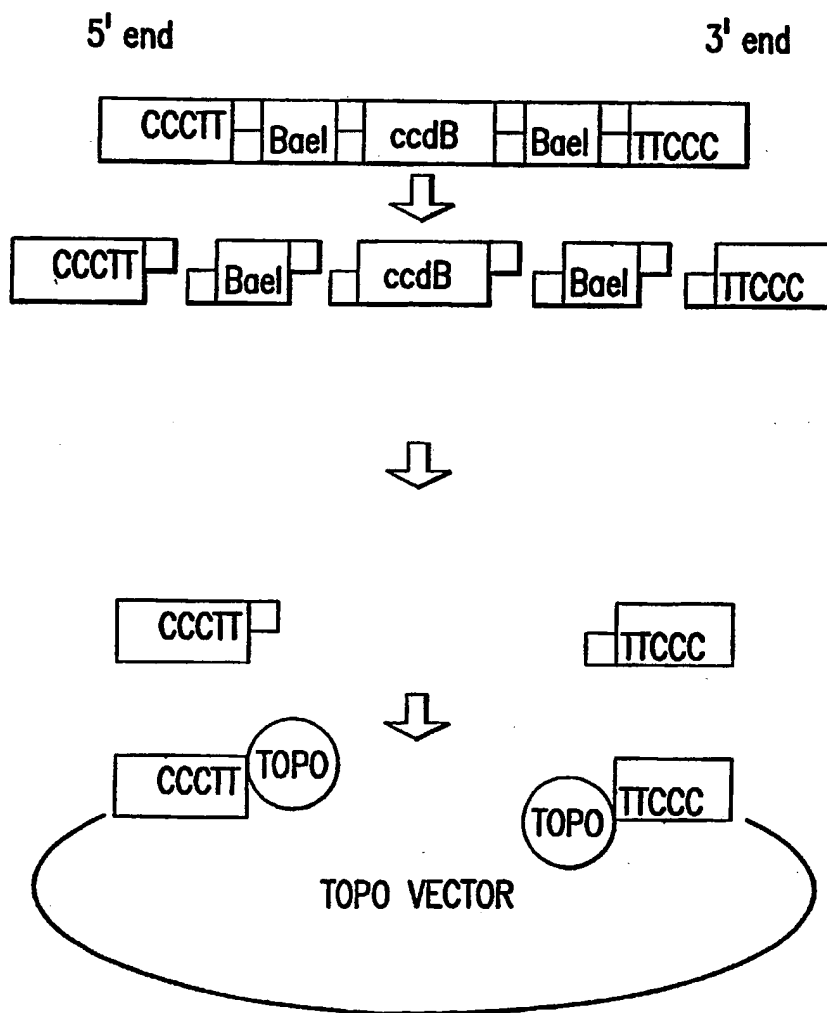 5' end 3' end
CCCTT BaeI ccdB BaeI TTCCC
CCCTT BaeI ccdB BaeI TTCCC
CCCTT TTCCC
CCCTT TOPO TOPO TTCCC
TOPO VECTOR